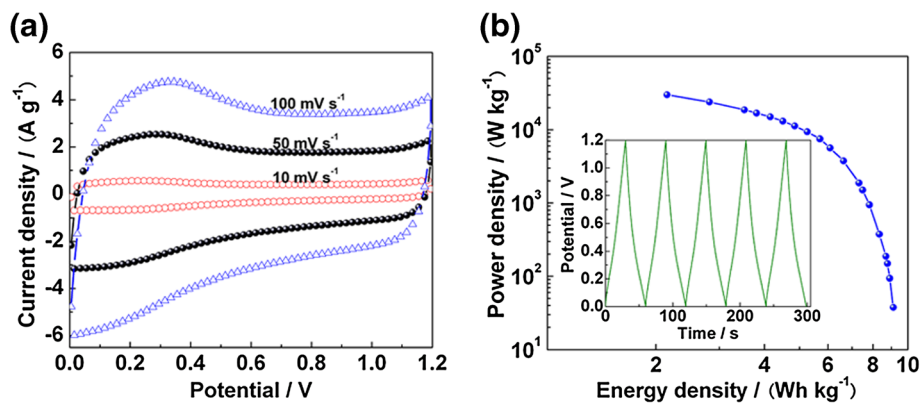 (a)
Current density / (A g⁻¹)
6
4
2
0
-2
-4
-6
100 mV s⁻¹
50 mV s⁻¹
10 mV s⁻¹
0.0 0.2 0.4 0.6 0.8 1.0 1.2
Potential / V
(b)
Power density / (W kg⁻¹)
10⁵
10⁴
10³
10²
10¹
Potential / V
1.2
1.0
0.8
0.6
0.4
0.2
0.0
0 100 200 300
Time / s
2 4 6 8 10
Energy density / (Wh kg⁻¹)